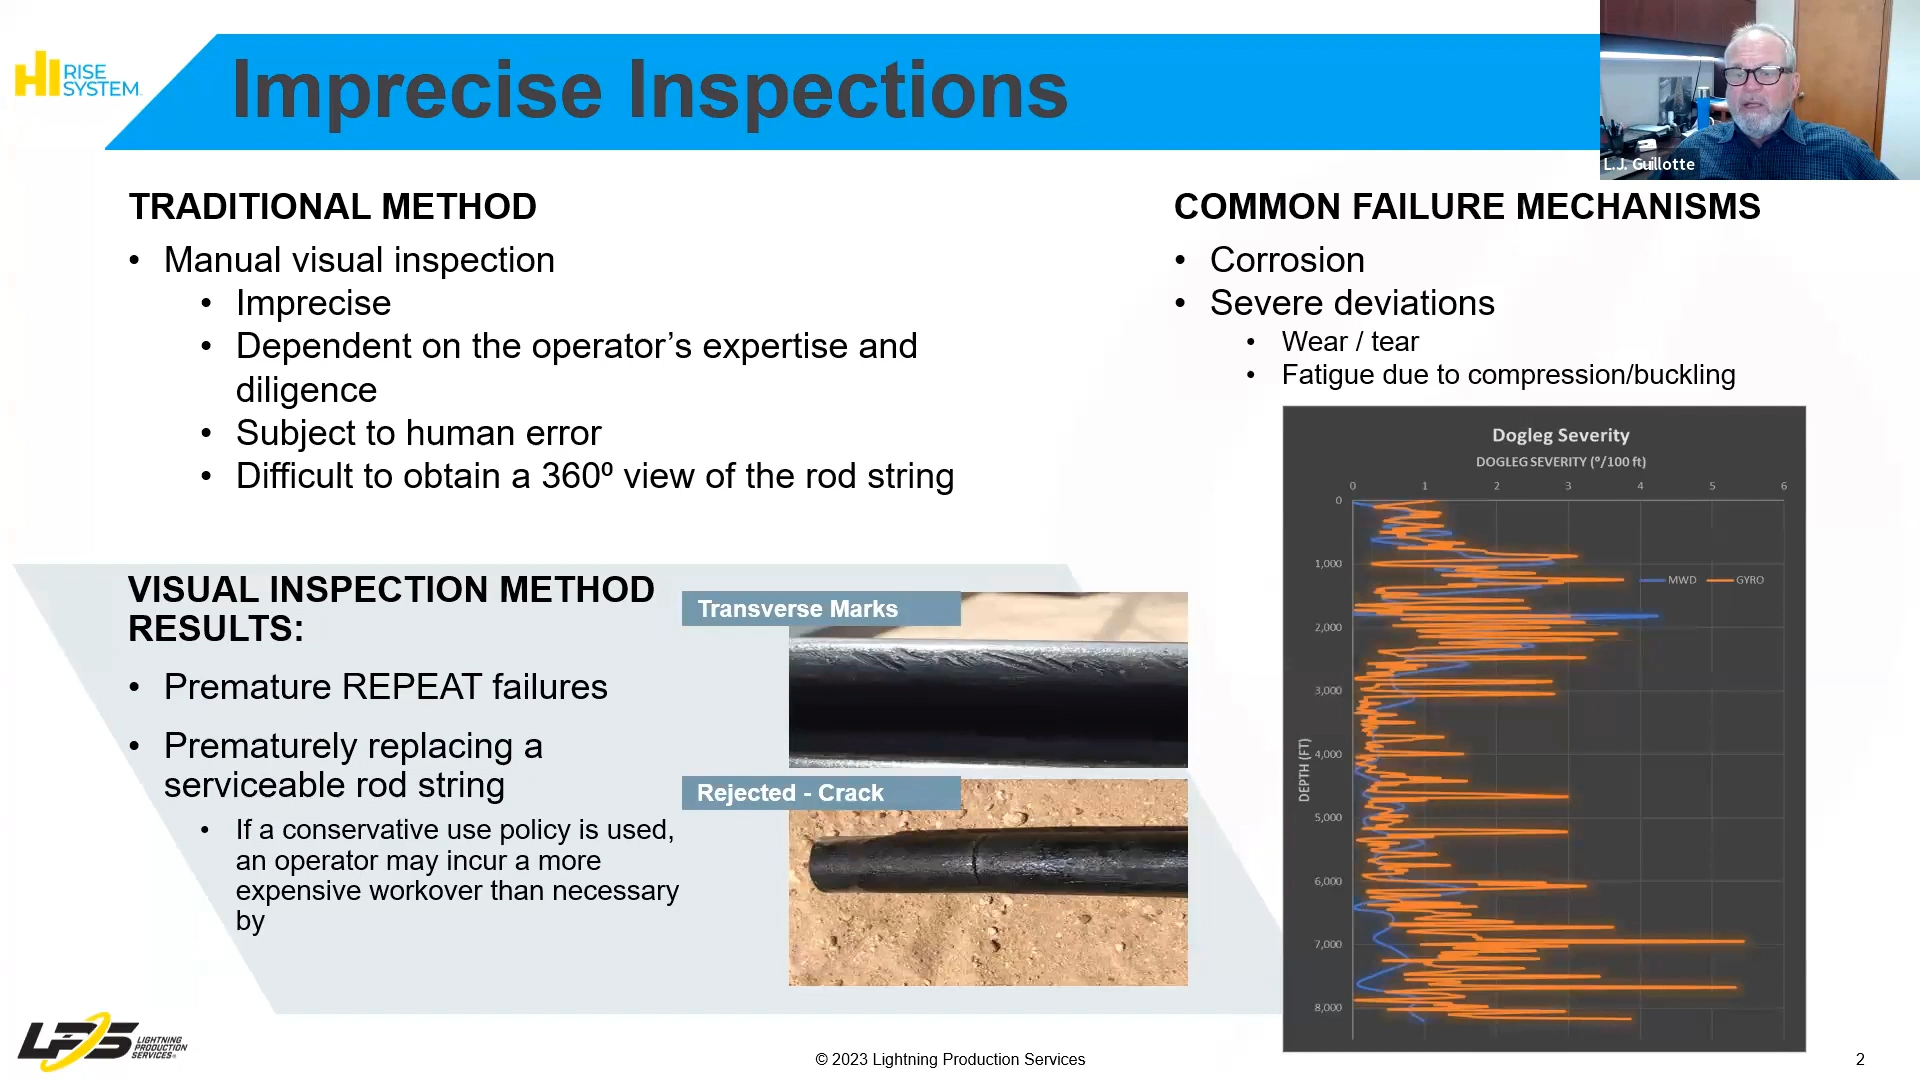 HI RISE SYSTEM
Imprecise Inspections
L.J. Guillotte
TRADITIONAL METHOD
• Manual visual inspection
• Imprecise
• Dependent on the operator’s expertise and
diligence
• Subject to human error
• Difficult to obtain a 360º view of the rod string
COMMON FAILURE MECHANISMS
• Corrosion
• Severe deviations
• Wear / tear
• Fatigue due to compression/buckling
VISUAL INSPECTION METHOD
RESULTS:
• Premature REPEAT failures
• Prematurely replacing a
serviceable rod string
• If a conservative use policy is used,
an operator may incur a more
expensive workover than necessary
by
Transverse Marks
Rejected - Crack
Dogleg Severity
DOGLEG SEVERITY (º/100 ft)
0 1 2 3 4 5 6
0
1,000
MWD GYRO
2,000
3,000
4,000
DEPTH (FT)
5,000
6,000
7,000
8,000
LPS LIGHTNING
PRODUCTION
SERVICES
© 2023 Lightning Production Services
2